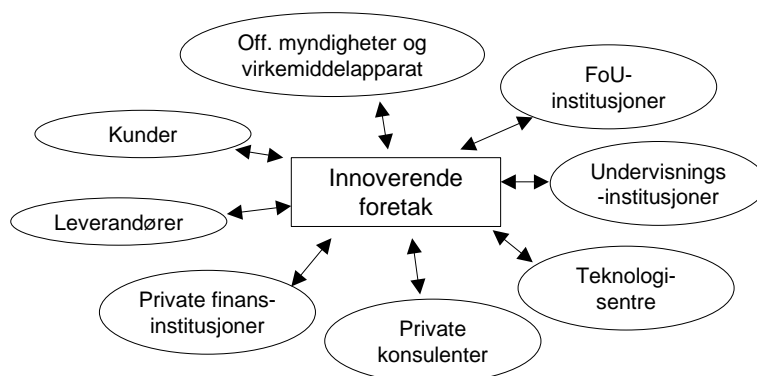 Off. myndigheter og
virkemiddelapparat
FoU-
institusjoner
Kunder
Innoverende
foretak
Undervisnings
-institusjoner
Leverandører
Teknologi-
sentre
Private finans-
institusjoner
Private
konsulenter